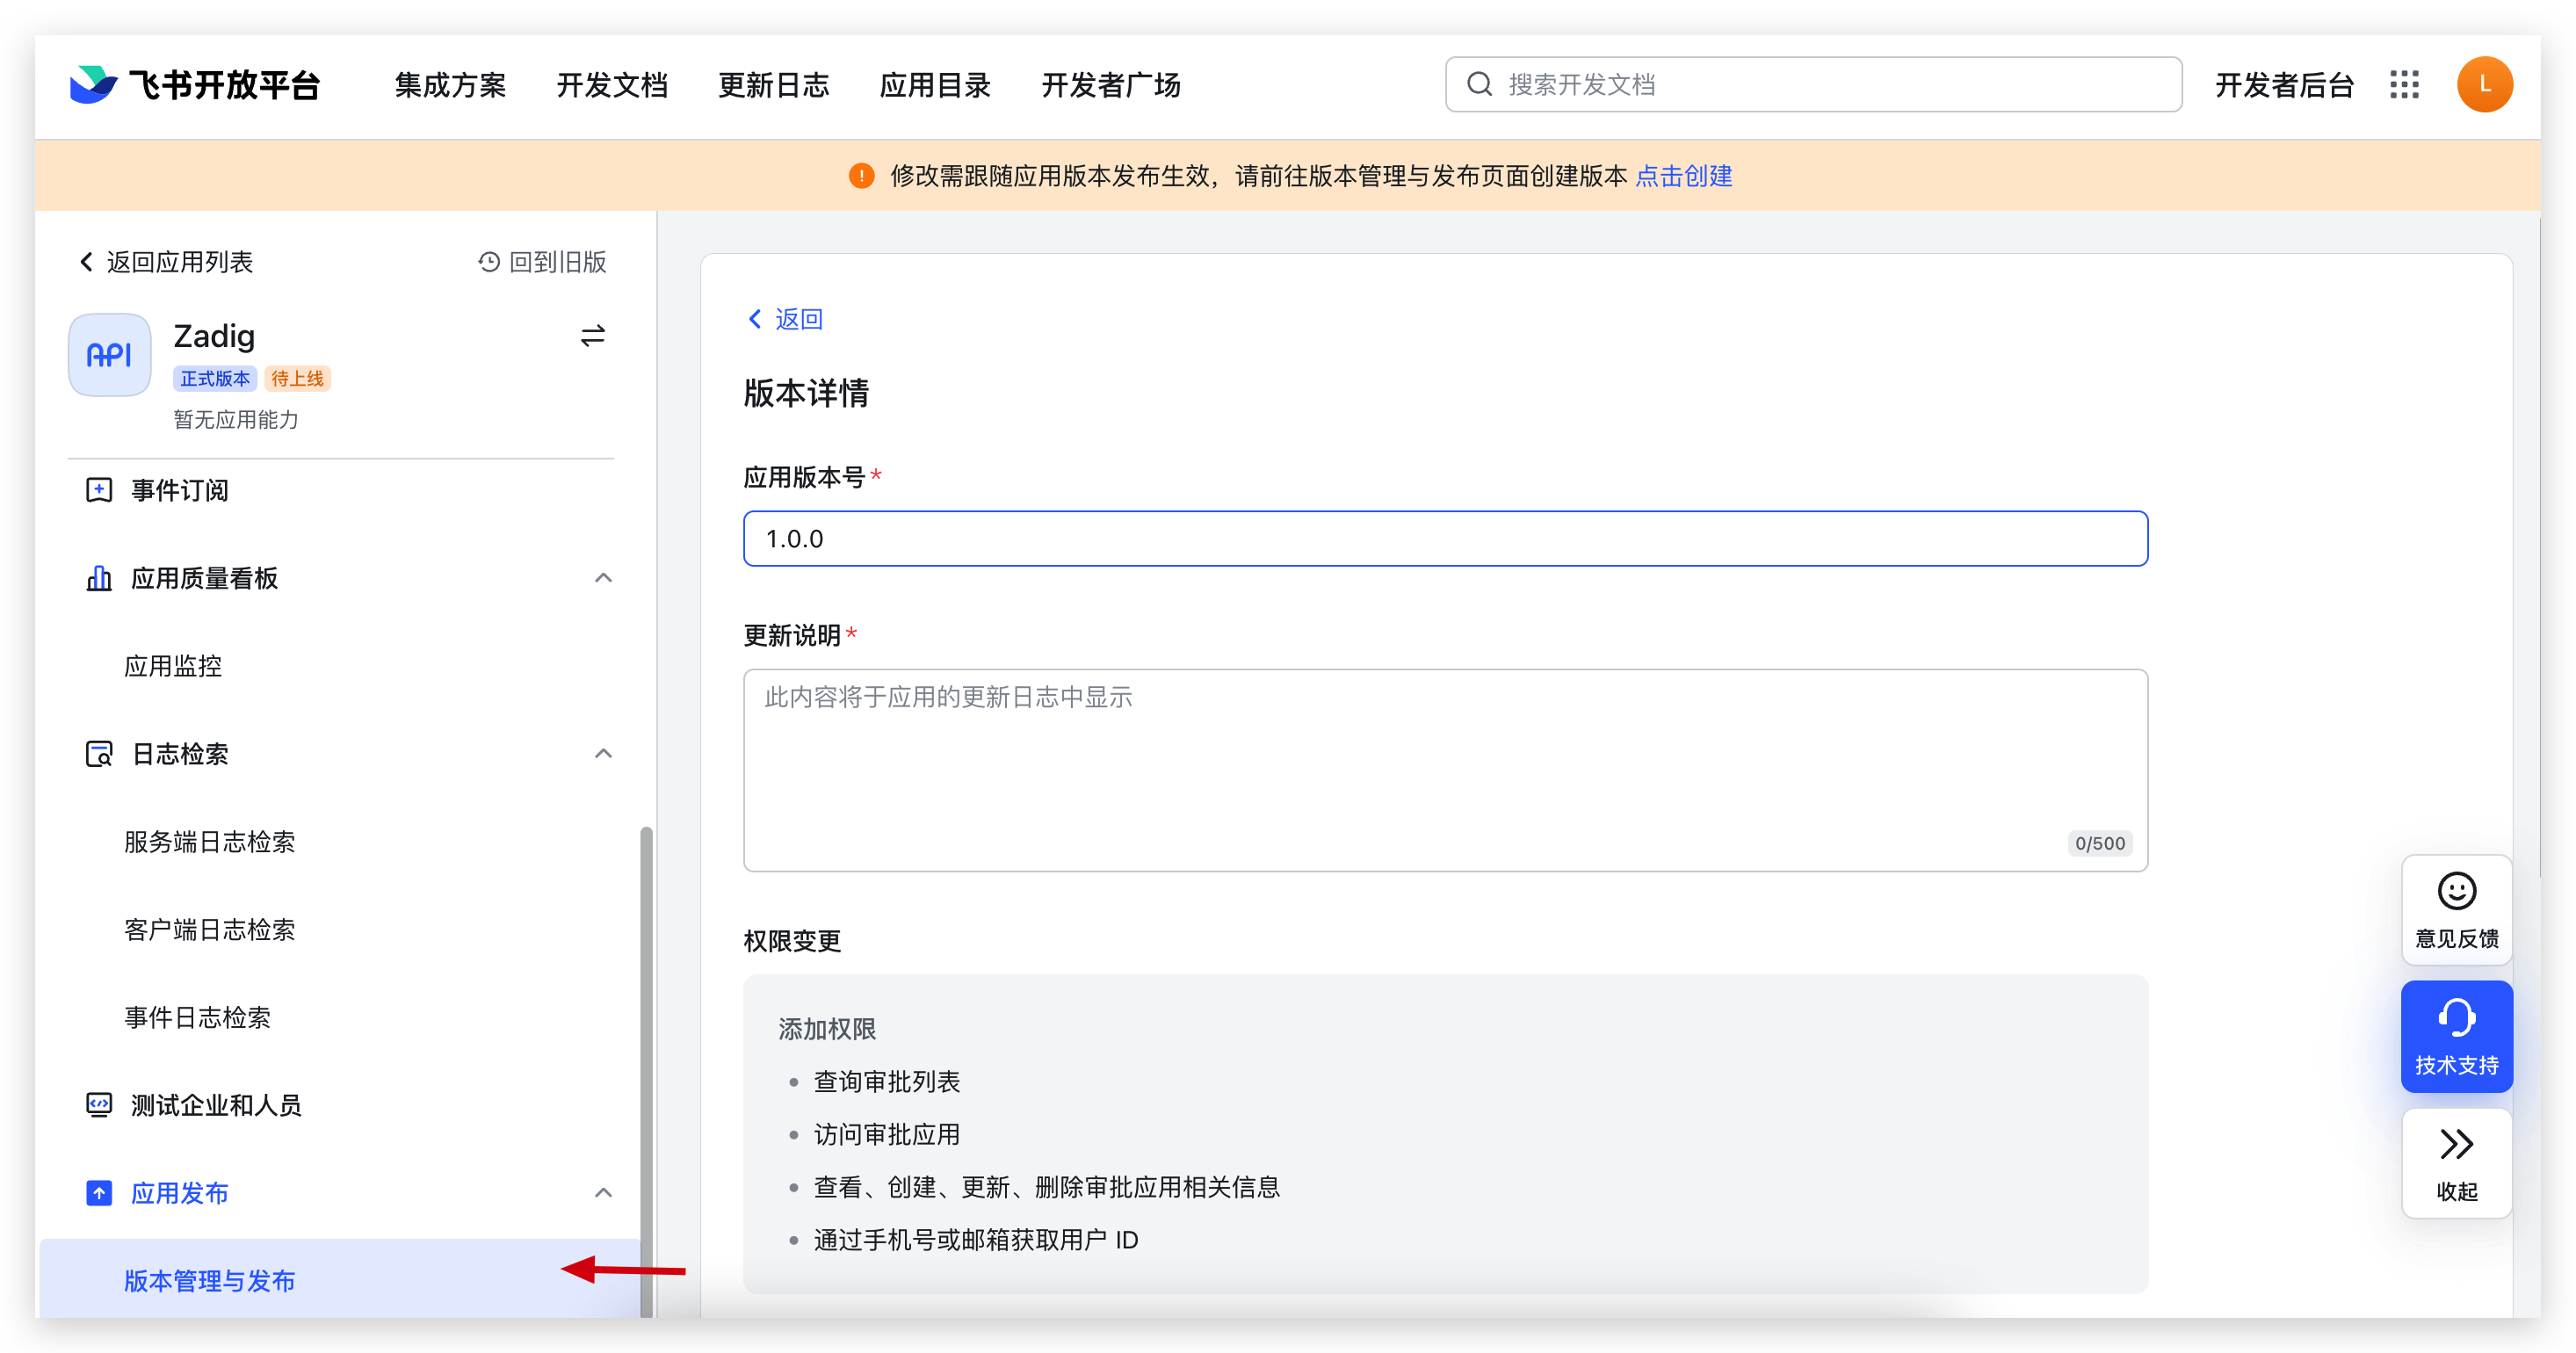 飞书开放平台 集成方案 开发文档 更新日志 应用目录 开发者广场 搜索开发文档 开发者后台 L
修改需跟随应用版本发布生效，请前往版本管理与发布页面创建版本 点击创建
返回应用列表 回到旧版
API
Zadig
正式版本 待上线
暂无应用能力
事件订阅
应用质量看板
应用监控
日志检索
服务端日志检索
客户端日志检索
事件日志检索
测试企业和人员
应用发布
版本管理与发布
返回
版本详情
应用版本号*
1.0.0
更新说明*
此内容将于应用的更新日志中显示
0/500
权限变更
添加权限
• 查询审批列表
• 访问审批应用
• 查看、创建、更新、删除审批应用相关信息
• 通过手机号或邮箱获取用户 ID
意见反馈
技术支持
收起